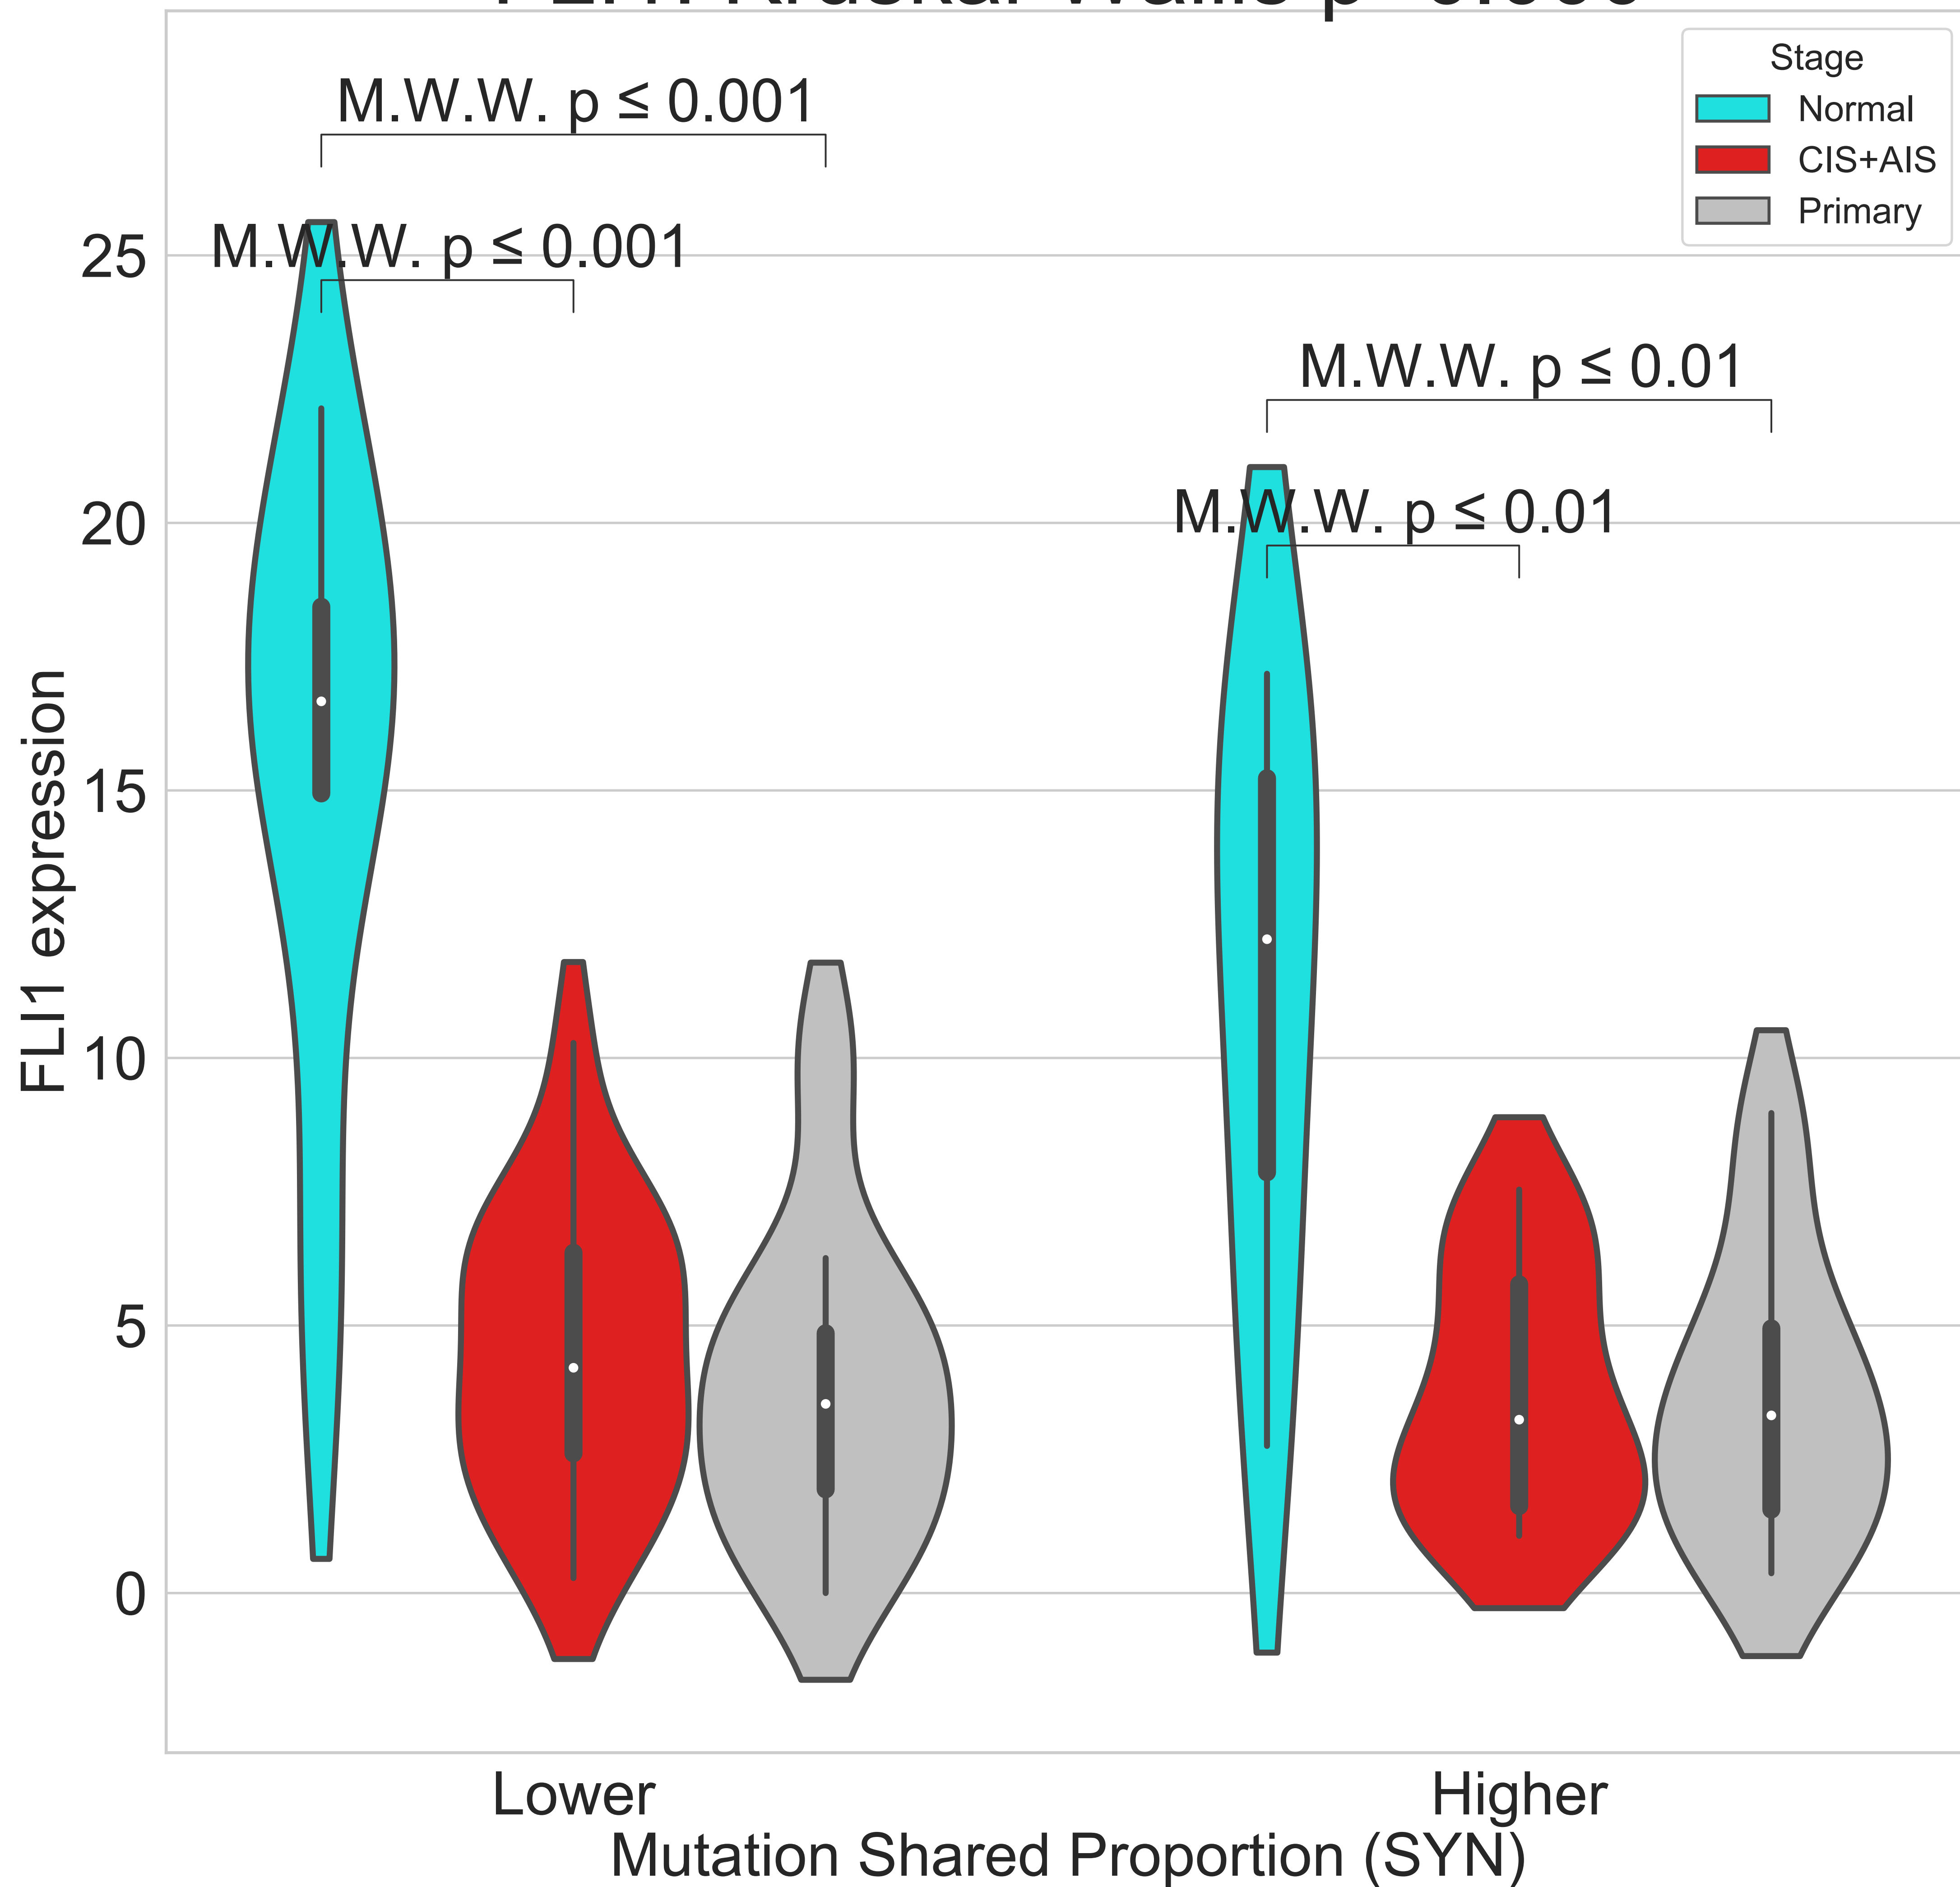 Stage
Normal
CIS+AIS
Primary
M.W.W. p ≤ 0.001
M.W.W. p ≤ 0.001
M.W.W. p ≤ 0.01
M.W.W. p ≤ 0.01
25
20
15
10
5
0
FLI1 expression
Lower
Higher
Mutation Shared Proportion (SYN)